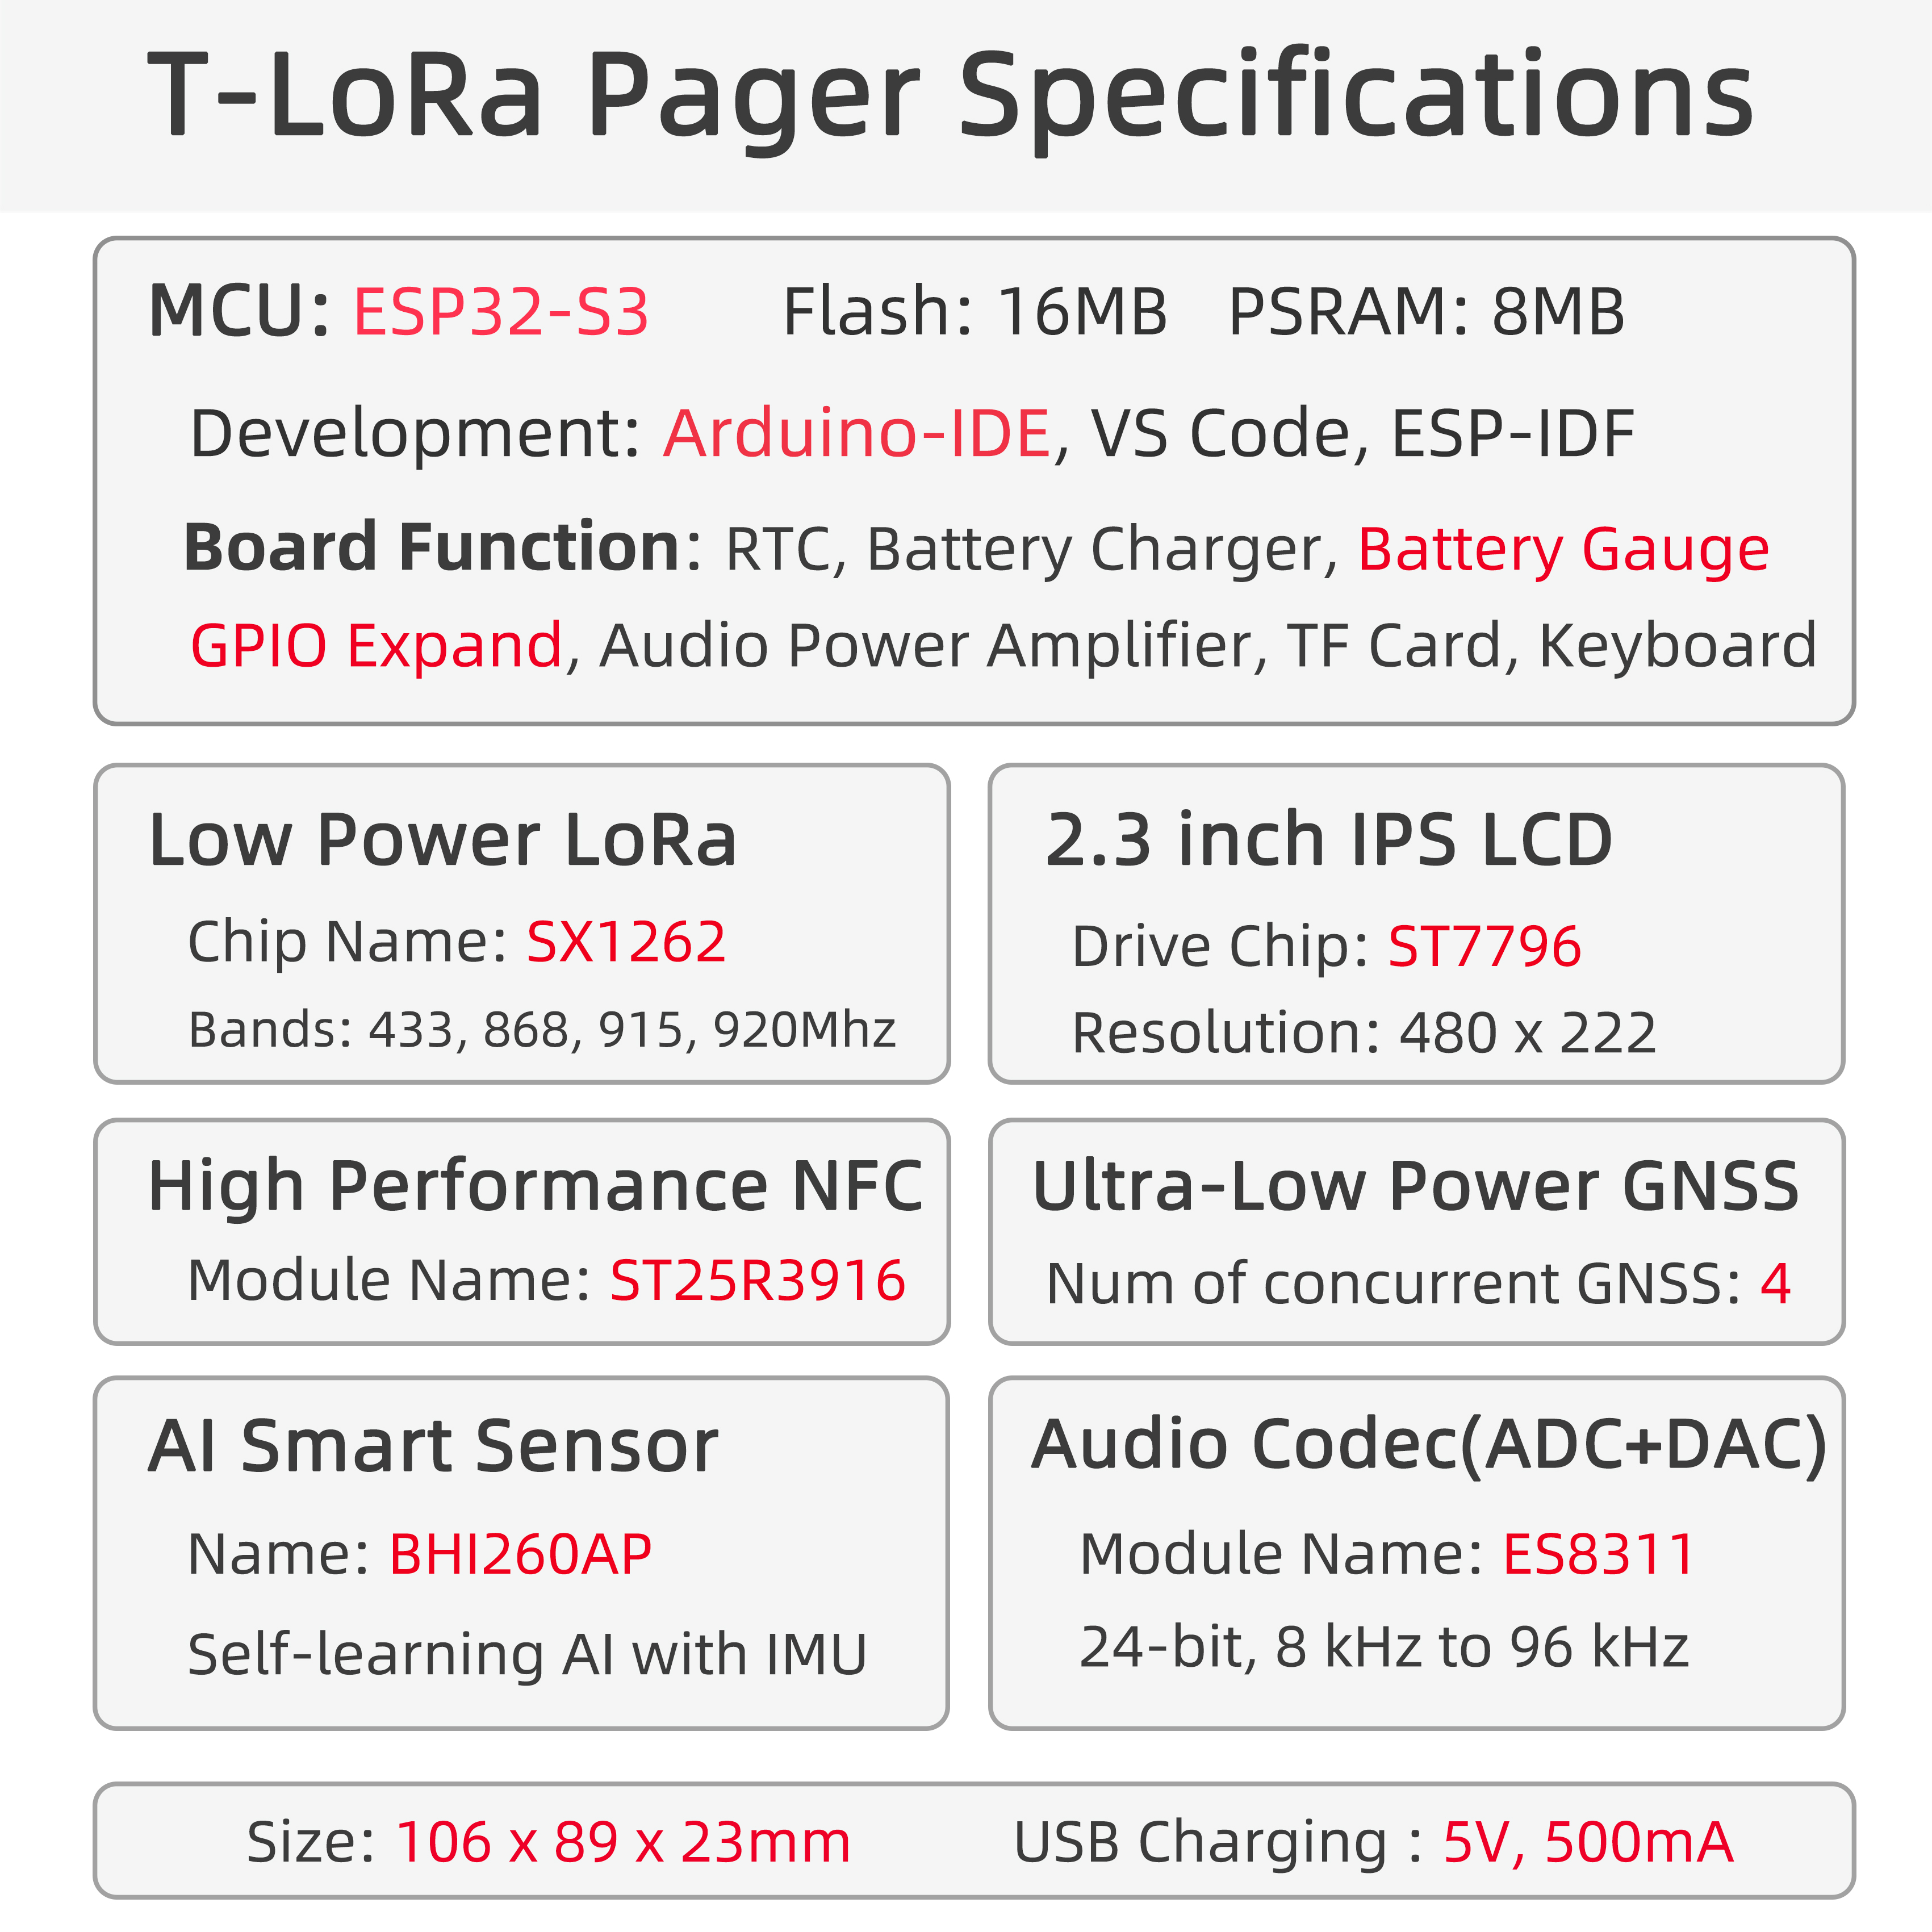 T-LoRa Pager Specifications
MCU: ESP32-S3 Flash: 16MB PSRAM: 8MB
Development: Arduino-IDE, VS Code, ESP-IDF
Board Function: RTC, Battery Charger, Battery Gauge
GPIO Expand, Audio Power Amplifier, TF Card, Keyboard
Low Power LoRa
Chip Name: SX1262
Bands: 433, 868, 915, 920Mhz
2.3 inch IPS LCD
Drive Chip: ST7796
Resolution: 480 x 222
High Performance NFC
Module Name: ST25R3916
Ultra-Low Power GNSS
Num of concurrent GNSS: 4
AI Smart Sensor
Name: BHI260AP
Self-learning AI with IMU
Audio Codec(ADC+DAC)
Module Name: ES8311
24-bit, 8 kHz to 96 kHz
Size: 106 x 89 x 23mm
USB Charging : 5V, 500mA